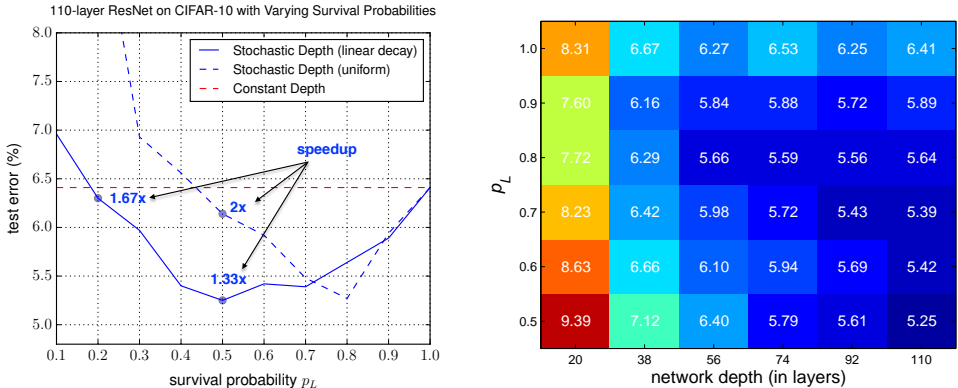 110-layer ResNet on CIFAR-10 with Varying Survival Probabilities
8.0
7.5
7.0
6.5
6.0
5.5
5.0
test error (%)
Stochastic Depth (linear decay)
Stochastic Depth (uniform)
Constant Depth
speedup
1.67x
2x
1.33x
0.1 0.2 0.3 0.4 0.5 0.6 0.7 0.8 0.9 1.0
survival probability p_L
p_L
1.0 8.31 6.67 6.27 6.53 6.25 6.41
0.9 7.60 6.16 5.84 5.88 5.72 5.89
0.8 7.72 6.29 5.66 5.59 5.56 5.64
0.7 8.23 6.42 5.98 5.72 5.43 5.39
0.6 8.63 6.66 6.10 5.94 5.69 5.42
0.5 9.39 7.12 6.40 5.79 5.61 5.25
20 38 56 74 92 110
network depth (in layers)